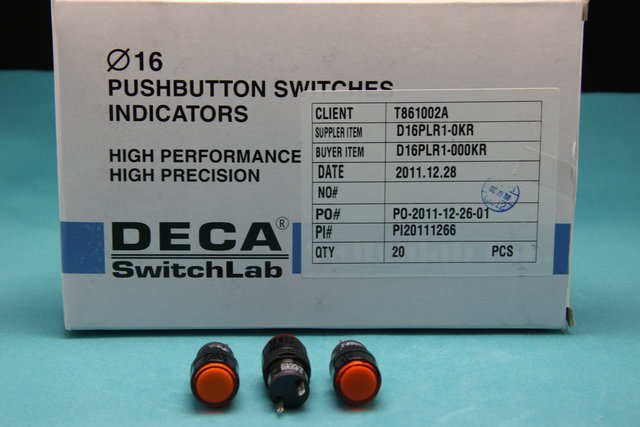 Ø16
PUSHBUTTON SWITCHES
INDICATORS
HIGH PERFORMANCE
HIGH PRECISION
DECA®
SwitchLab
CLIENT T861002A
SUPPLER ITEM D16PLR1-0KR
BUYER ITEM D16PLR1-000KR
DATE 2011.12.28
NO#
PO# PO-2011-12-26-01
PI# PI20111266
QTY 20 PCS